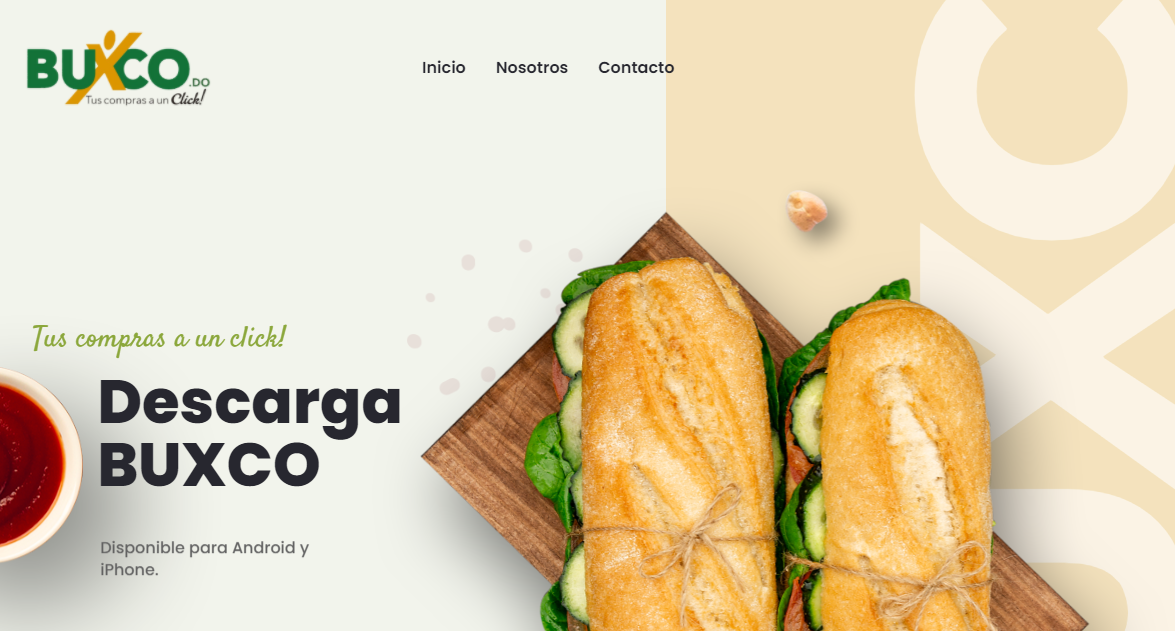 BUXCO.DO
Tus compras a un Click!
Inicio Nosotros Contacto
Tus compras a un click!
Descarga
BUXCO
Disponible para Android y
iPhone.